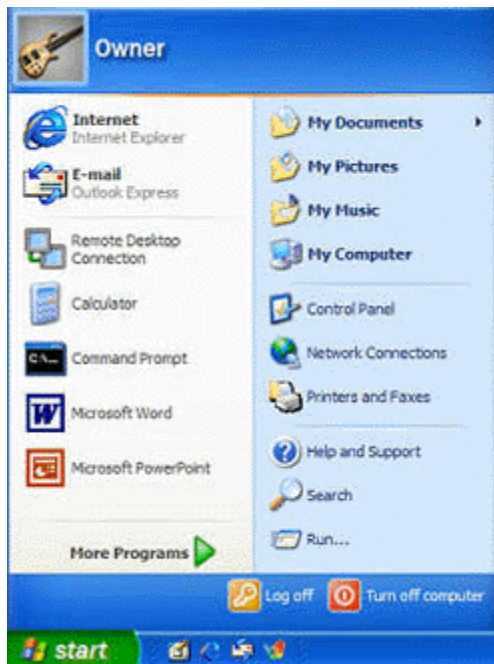 Owner
Internet
Internet Explorer
E-mail
Outlook Express
Remote Desktop
Connection
Calculator
C:\...
Command Prompt
W
Microsoft Word
Microsoft PowerPoint
More Programs
My Documents
My Pictures
My Music
My Computer
Control Panel
Network Connections
Printers and Faxes
Help and Support
Search
Run...
Log off
Turn off computer
start